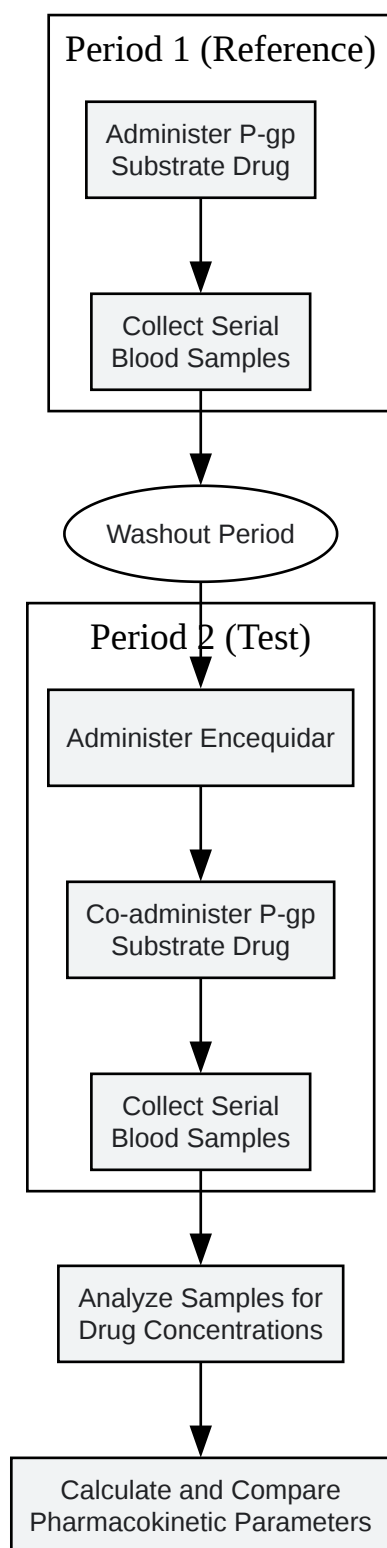 Period 1 (Reference)
Administer P-gp
Substrate Drug
Collect Serial
Blood Samples
Washout Period
Period 2 (Test)
Administer Encequidar
Co-administer P-gp
Substrate Drug
Collect Serial
Blood Samples
Analyze Samples for
Drug Concentrations
Calculate and Compare
Pharmacokinetic Parameters